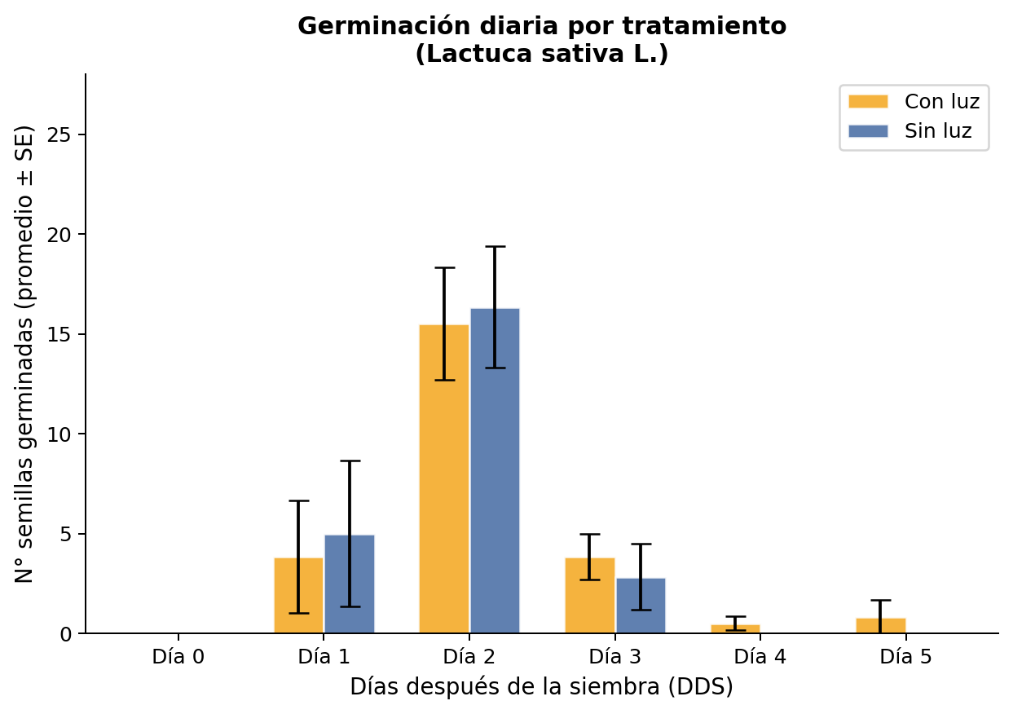 Germinación diaria por tratamiento
(Lactuca sativa L.)
Con luz
Sin luz
N° semillas germinadas (promedio ± SE)
25
20
15
10
5
0
Día 0
Día 1
Día 2
Día 3
Día 4
Día 5
Días después de la siembra (DDS)